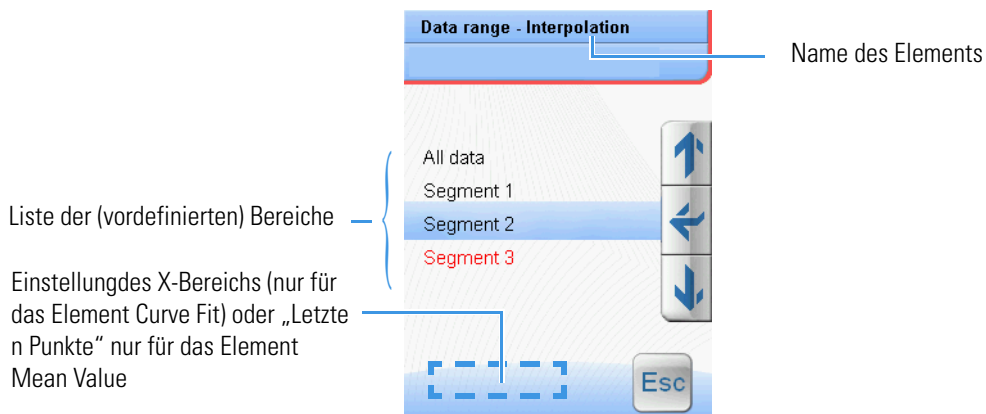 Data range - Interpolation
Name des Elements
All data
Segment 1
Liste der (vordefinierten) Bereiche
Segment 2
Segment 3
Einstellungdes X-Bereichs (nur für
das Element Curve Fit) oder „Letzte
n Punkte“ nur für das Element
Mean Value
Esc